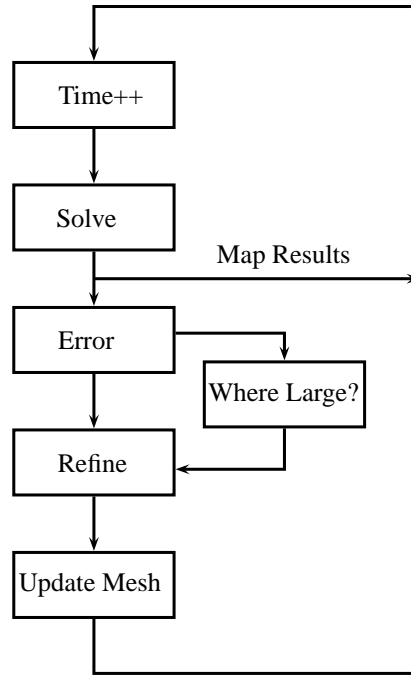 Time++
Solve
Map Results
Error
Where Large?
Refine
Update Mesh